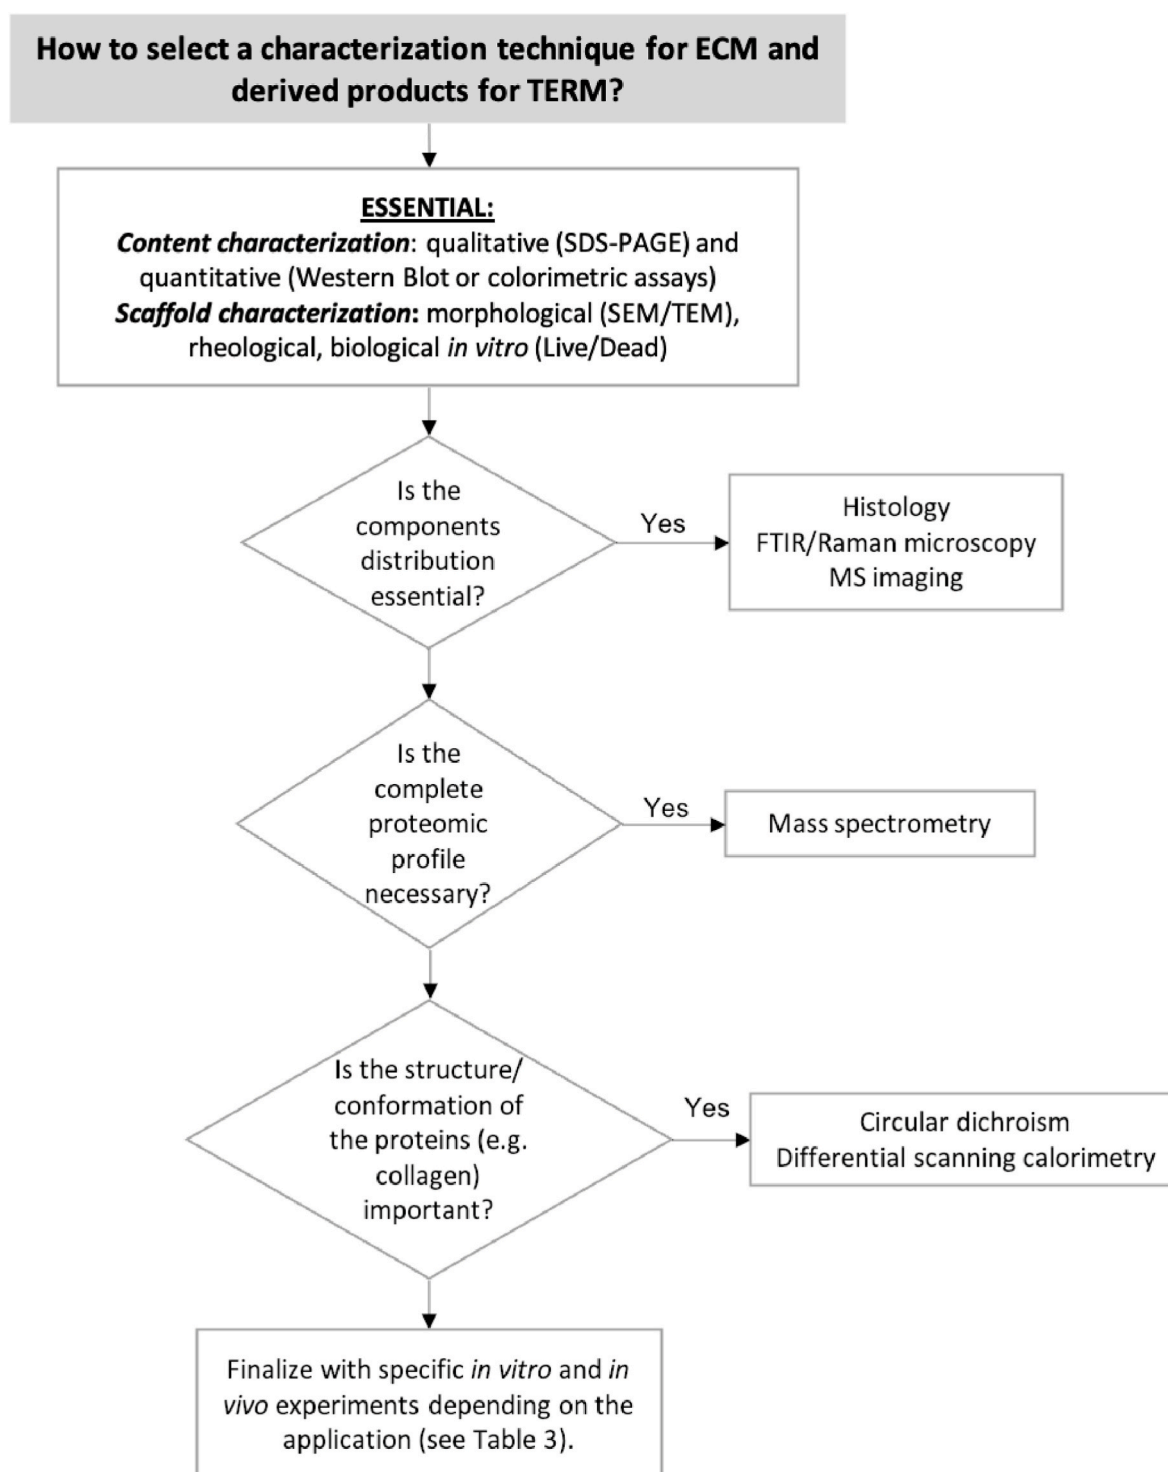 How to select a characterization technique for ECM and
derived products for TERM?
ESSENTIAL:
Content characterization: qualitative (SDS-PAGE) and
quantitative (Western Blot or colorimetric assays)
Scaffold characterization: morphological (SEM/TEM),
rheological, biological in vitro (Live/Dead)
Is the
components
distribution
essential?
Yes
Histology
FTIR/Raman microscopy
MS imaging
Is the
complete
proteomic
profile
necessary?
Yes
Mass spectrometry
Is the structure/
conformation of
the proteins (e.g.
collagen)
important?
Yes
Circular dichroism
Differential scanning calorimetry
Finalize with specific in vitro and in
vivo experiments depending on the
application (see Table 3).